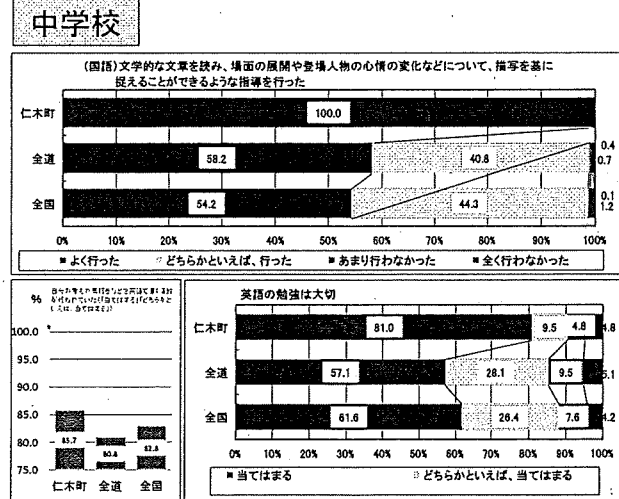 中学校
(国語)文学的な文章を読み、場面の展開や登場人物の心情の変化などについて、描写を基に
捉えることができるような指導を行った
仁木町 100.0
全道 58.2 40.8 0.4 0.7
全国 54.2 44.3 0.1 1.2
0% 10% 20% 30% 40% 50% 60% 70% 80% 90% 100%
■よく行った どちらかといえば、行った ■あまり行わなかった ■全く行わなかった
%
100.0
95.0
90.0
85.0
80.0
75.0
85.7 80.8 82.8
仁木町 全道 全国
英語の勉強は大切
仁木町 81.0 9.5 4.8 4.8
全道 57.1 28.1 9.5 5.1
全国 61.6 26.4 7.6 4.2
0% 10% 20% 30% 40% 50% 60% 70% 80% 90% 100%
■当てはまる どちらかといえば、当てはまる